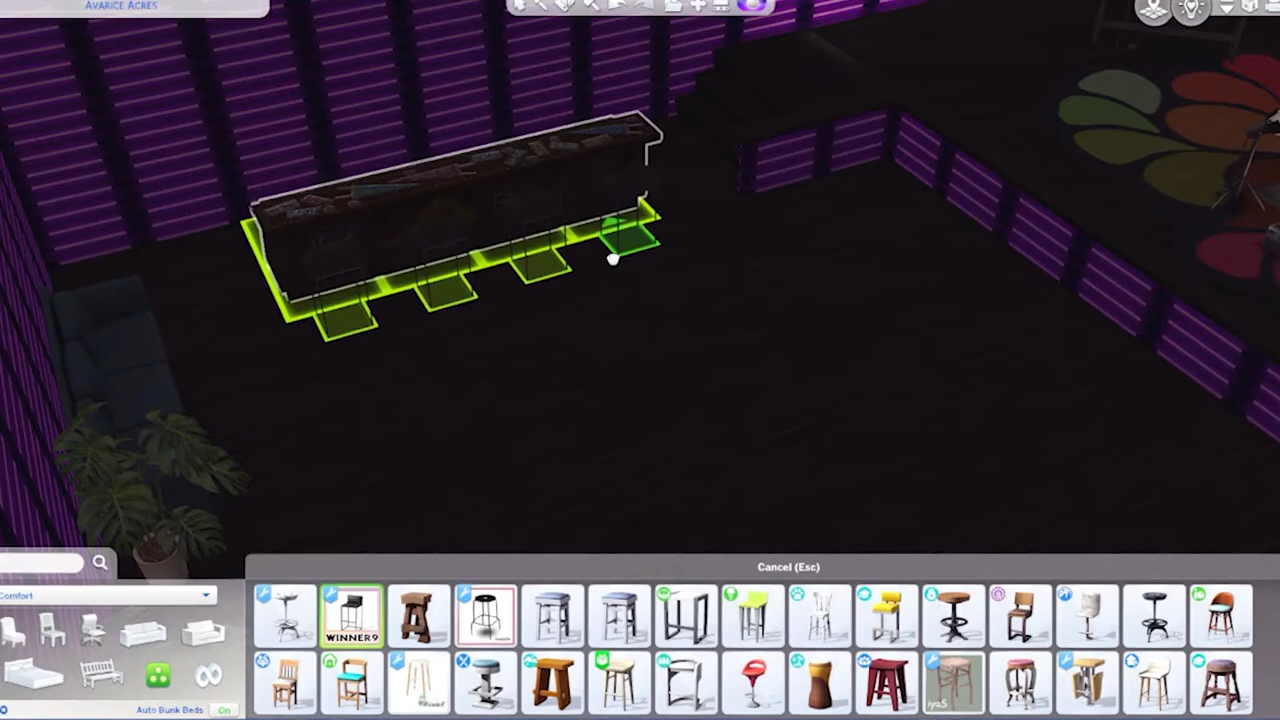 AVARICE ACRES
Cancel (Esc)
Comfort
WINNER9
Auto Bunk Beds
On